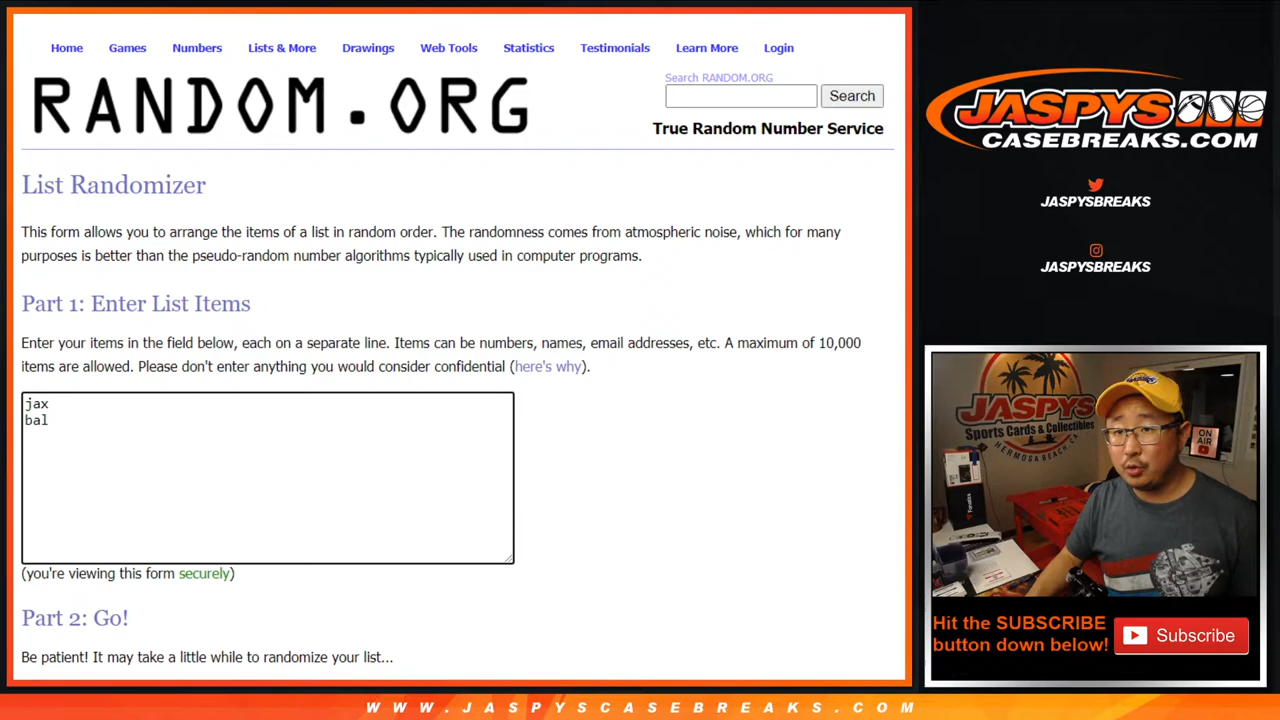 Home Games Numbers Lists & More Drawings Web Tools Statistics Testimonials Learn More Login
RANDOM.ORG
Search RANDOM.ORG
Search
True Random Number Service
List Randomizer
This form allows you to arrange the items of a list in random order. The randomness comes from atmospheric noise, which for many
purposes is better than the pseudo-random number algorithms typically used in computer programs.
Part 1: Enter List Items
Enter your items in the field below, each on a separate line. Items can be numbers, names, email addresses, etc. A maximum of 10,000
items are allowed. Please don't enter anything you would consider confidential (here's why).
jax
bal
(you're viewing this form securely)
Part 2: Go!
Be patient! It may take a little while to randomize your list...
JASPYS
CASEBREAKS.COM
JASPYSBREAKS
JASPYSBREAKS
JASPYS
Sports Cards & Collectibles
HERMOSA BEACH, CA
ON
AIR
Fanatics
Hit the SUBSCRIBE
button down below!
Subscribe
WWW.JASPYSCASEBREAKS.COM